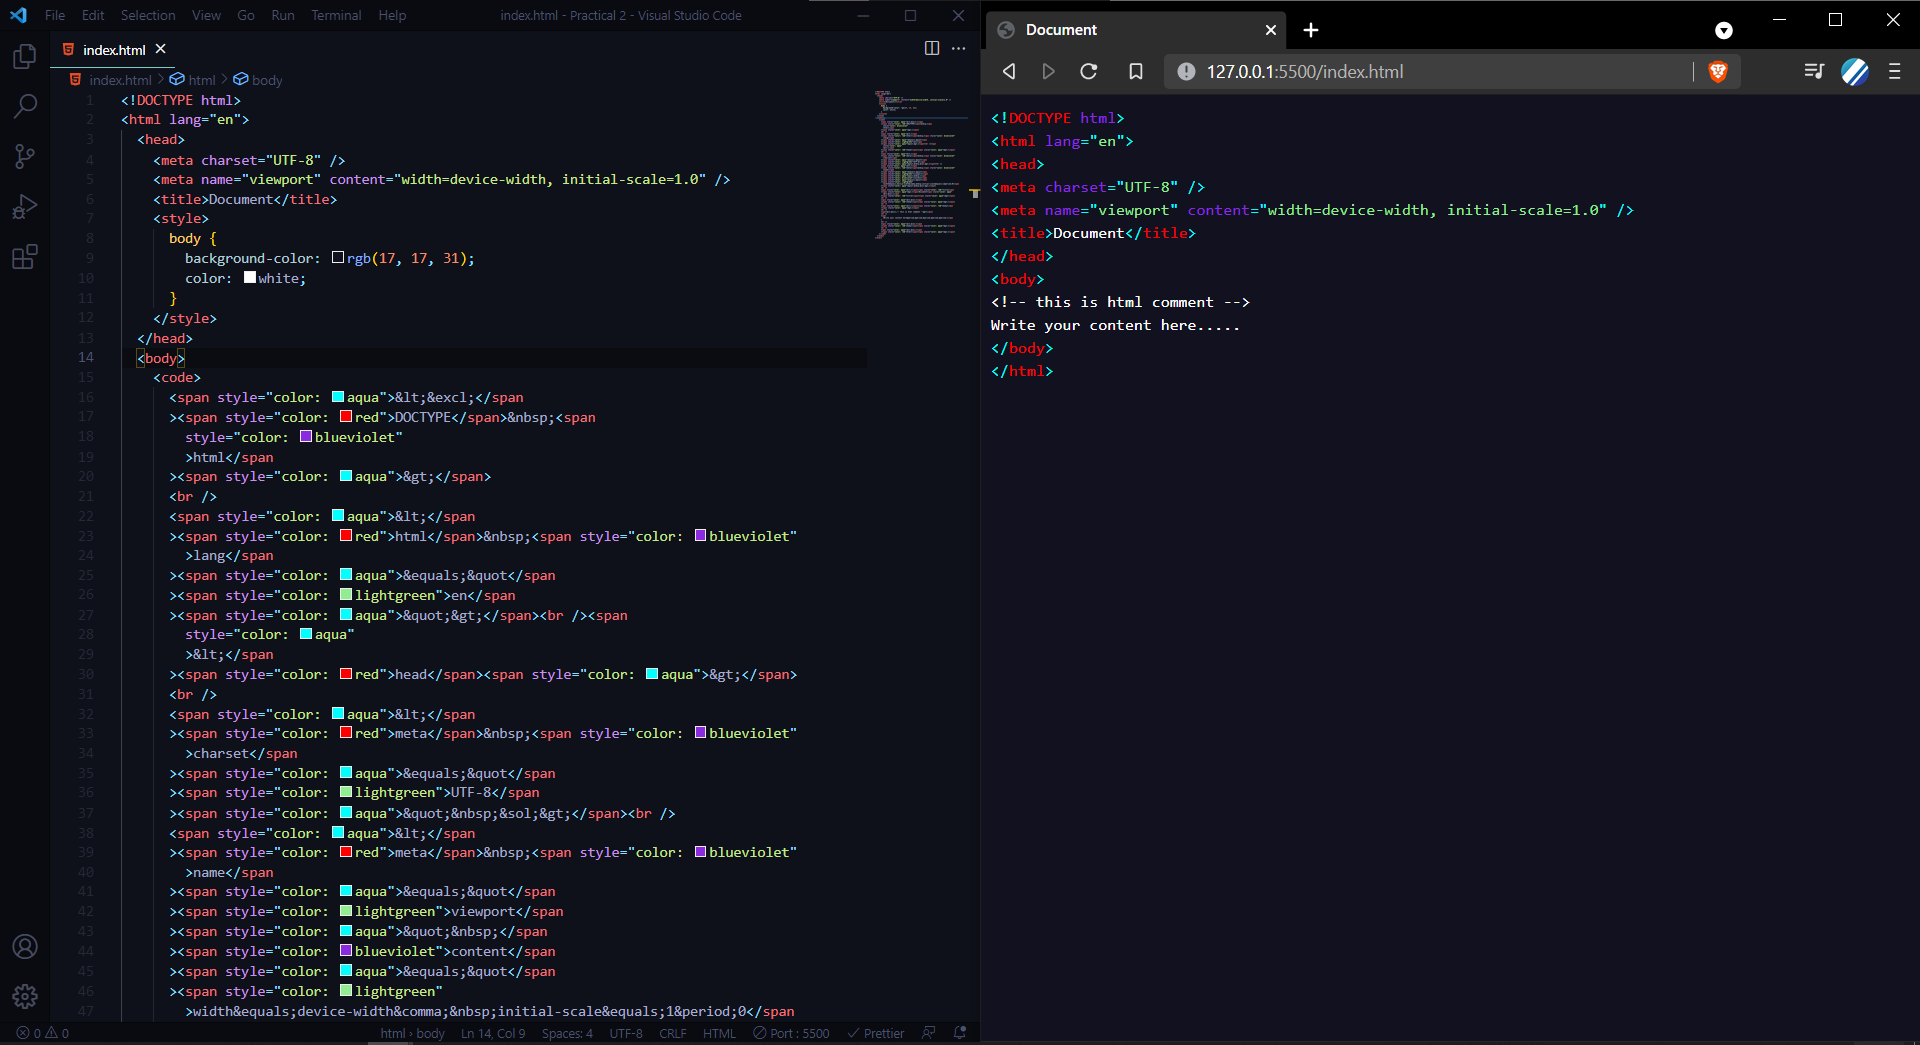 File Edit Selection View Go Run Terminal Help
index.html - Practical 2 - Visual Studio Code
index.html
index.html > html > body
1 <!DOCTYPE html>
2 <html lang="en">
3 <head>
4 <meta charset="UTF-8" />
5 <meta name="viewport" content="width=device-width, initial-scale=1.0" />
6 <title>Document</title>
7 <style>
8 body {
9 background-color: rgb(17, 17, 31);
10 color: white;
11 }
12 </style>
13 </head>
14 <body>
15 <code>
16 <span style="color: aqua">&lt;&excl;</span
17 ><span style="color: red">DOCTYPE</span>&nbsp;<span
18 style="color: blueviolet"
19 >html</span
20 ><span style="color: aqua">&gt;</span>
21 <br />
22 <span style="color: aqua">&lt;</span
23 ><span style="color: red">html</span>&nbsp;<span style="color: blueviolet"
24 >lang</span
25 ><span style="color: aqua">&equals;&quot</span
26 ><span style="color: lightgreen">en</span
27 ><span style="color: aqua">&quot;&gt;</span><br /><span
28 style="color: aqua"
29 >&lt;</span
30 ><span style="color: red">head</span><span style="color: aqua">&gt;</span>
31 <br />
32 <span style="color: aqua">&lt;</span
33 ><span style="color: red">meta</span>&nbsp;<span style="color: blueviolet"
34 >charset</span
35 ><span style="color: aqua">&equals;&quot</span
36 ><span style="color: lightgreen">UTF-8</span
37 ><span style="color: aqua">&quot;&nbsp;&sol;&gt;</span><br />
38 <span style="color: aqua">&lt;</span
39 ><span style="color: red">meta</span>&nbsp;<span style="color: blueviolet"
40 >name</span
41 ><span style="color: aqua">&equals;&quot</span
42 ><span style="color: lightgreen">viewport</span
43 ><span style="color: aqua">&quot;&nbsp;</span
44 ><span style="color: blueviolet">content</span
45 ><span style="color: aqua">&equals;&quot</span
46 ><span style="color: lightgreen"
47 >width&equals;device-width&comma;&nbsp;initial-scale&equals;1&period;0</span
0 0 html › body Ln 14, Col 9 Spaces: 4 UTF-8 CRLF HTML Port : 5500 Prettier
Document
127.0.0.1:5500/index.html
<!DOCTYPE html>
<html lang="en">
<head>
<meta charset="UTF-8" />
<meta name="viewport" content="width=device-width, initial-scale=1.0" />
<title>Document</title>
</head>
<body>
<!-- this is html comment -->
Write your content here.....
</body>
</html>